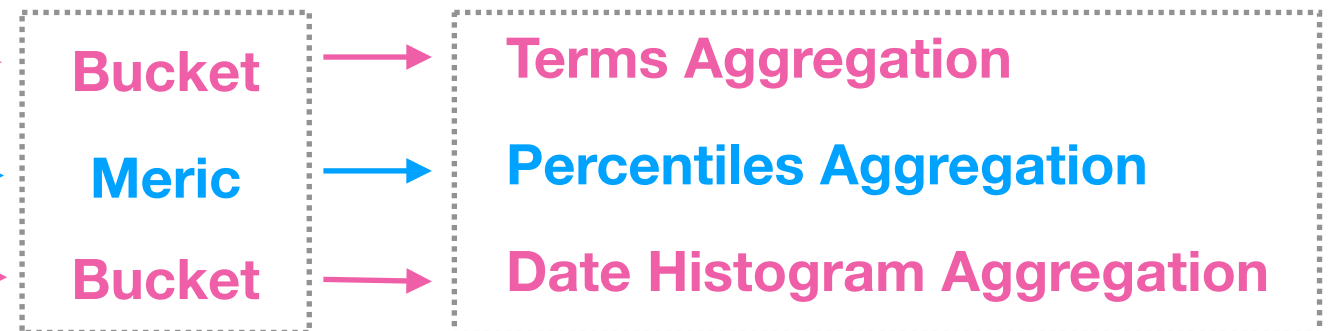 Bucket
Terms Aggregation
Meric
Percentiles Aggregation
Bucket
Date Histogram Aggregation